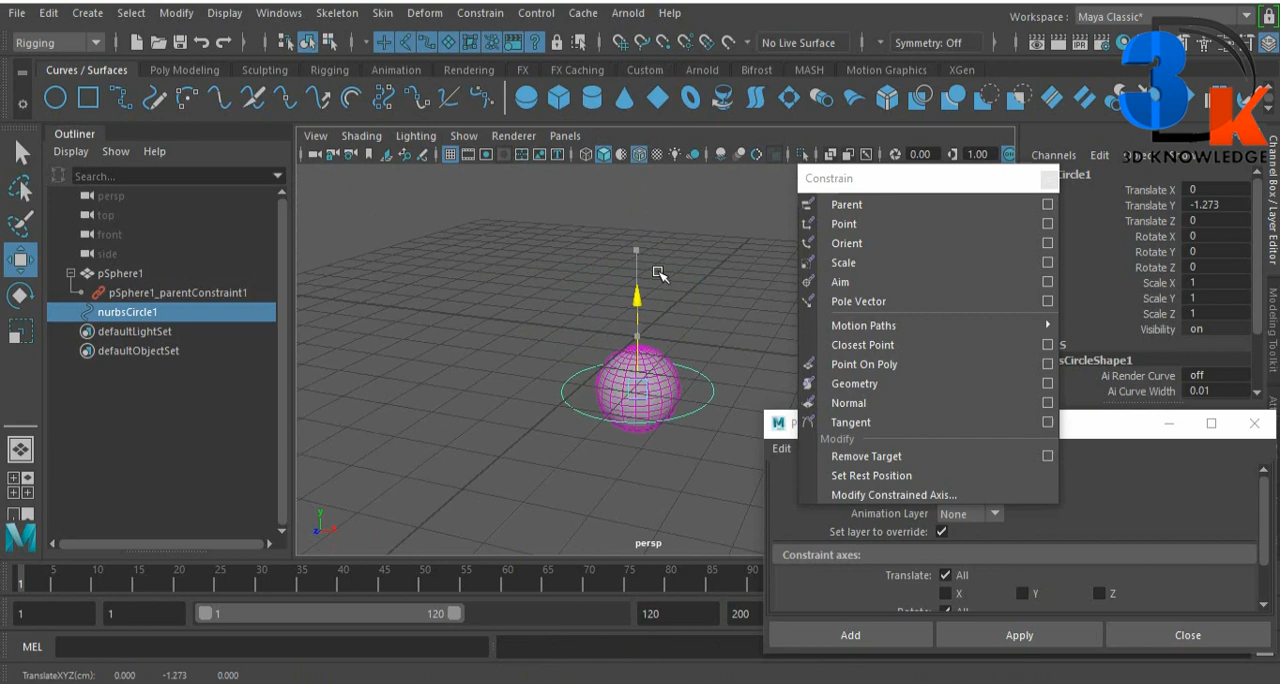 File Edit Create Select Modify Display Windows Skeleton Skin Deform Constrain Control Cache Arnold Help
Workspace : Maya Classic*
Rigging No Live Surface Symmetry: Off
Curves / Surfaces Poly Modeling Sculpting Rigging Animation Rendering FX FX Caching Custom Arnold Bifrost MASH Motion Graphics XGen
IPR
3D KNOWLEDGE
Outliner
Display Show Help
Search...
persp
top
front
side
pSphere1
pSphere1_parentConstraint1
nurbsCircle1
defaultLightSet
defaultObjectSet
View Shading Lighting Show Renderer Panels
0.00 1.00
persp
Constrain
Parent
Point
Orient
Scale
Aim
Pole Vector
Motion Paths
Closest Point
Point On Poly
Geometry
Normal
Tangent
Modify
Remove Target
Set Rest Position
Modify Constrained Axis...
Channels Edit
Circle1
Translate X 0
Translate Y -1.273
Translate Z 0
Rotate X 0
Rotate Y 0
Rotate Z 0
Scale X 1
Scale Y 1
Scale Z 1
Visibility on
sCircleShape1
Ai Render Curve off
Ai Curve Width 0.01
Channel Box / Layer Editor
Modeling Toolkit
Edit
Animation Layer None
Set layer to override:
Constraint axes:
Translate: All
X Y Z
Add Apply Close
1 5 10 15 20 25 30 35 40 45 50 55 60 65 70 75 80 85 90
1 1 1 120 120 200
MEL
TranslateXYZ(cm): 0.000 -1.273 0.000